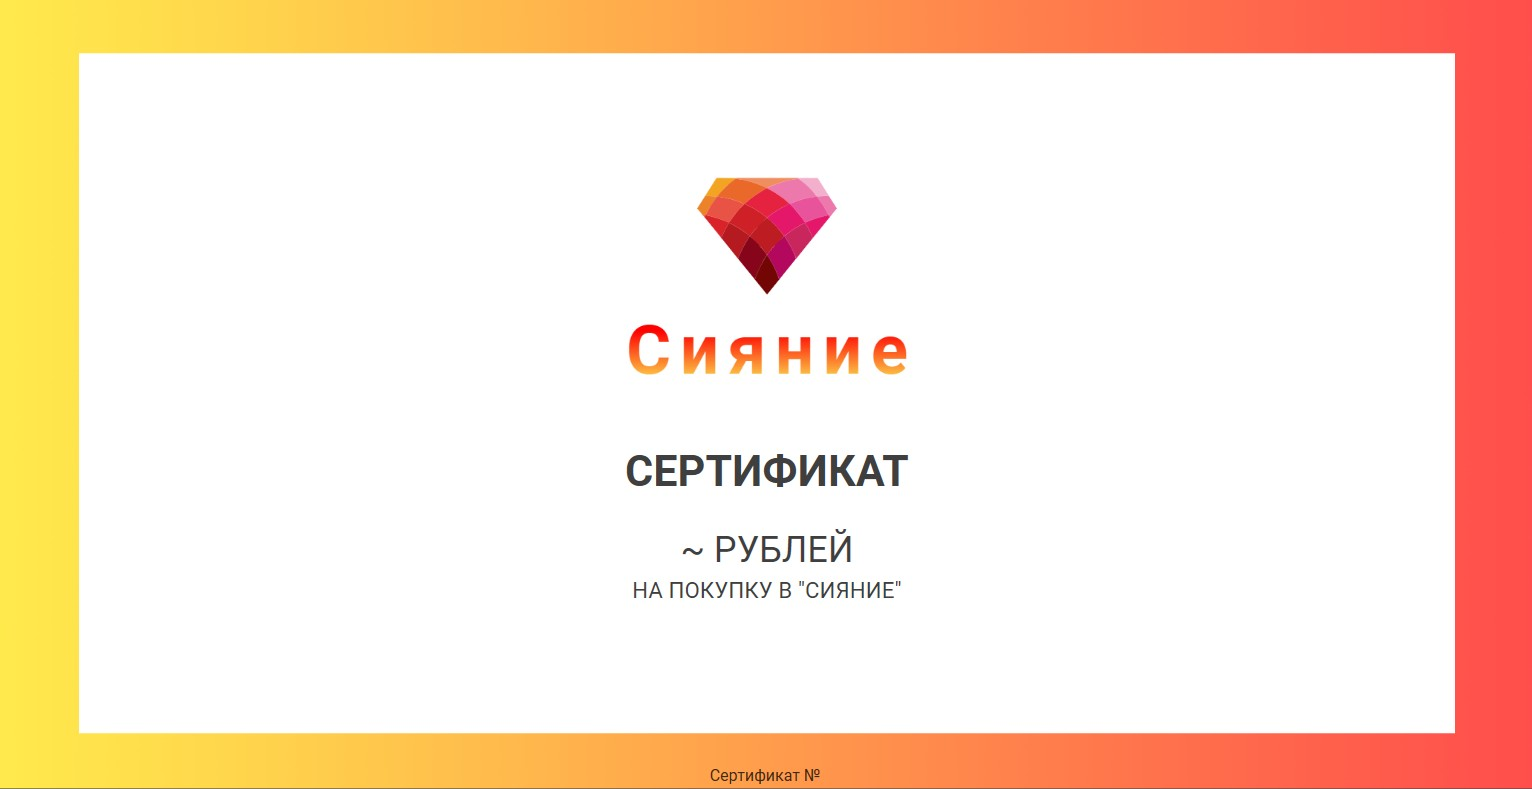 Сияние
СЕРТИФИКАТ
~ РУБЛЕЙ
НА ПОКУПКУ В "СИЯНИЕ"
Сертификат №